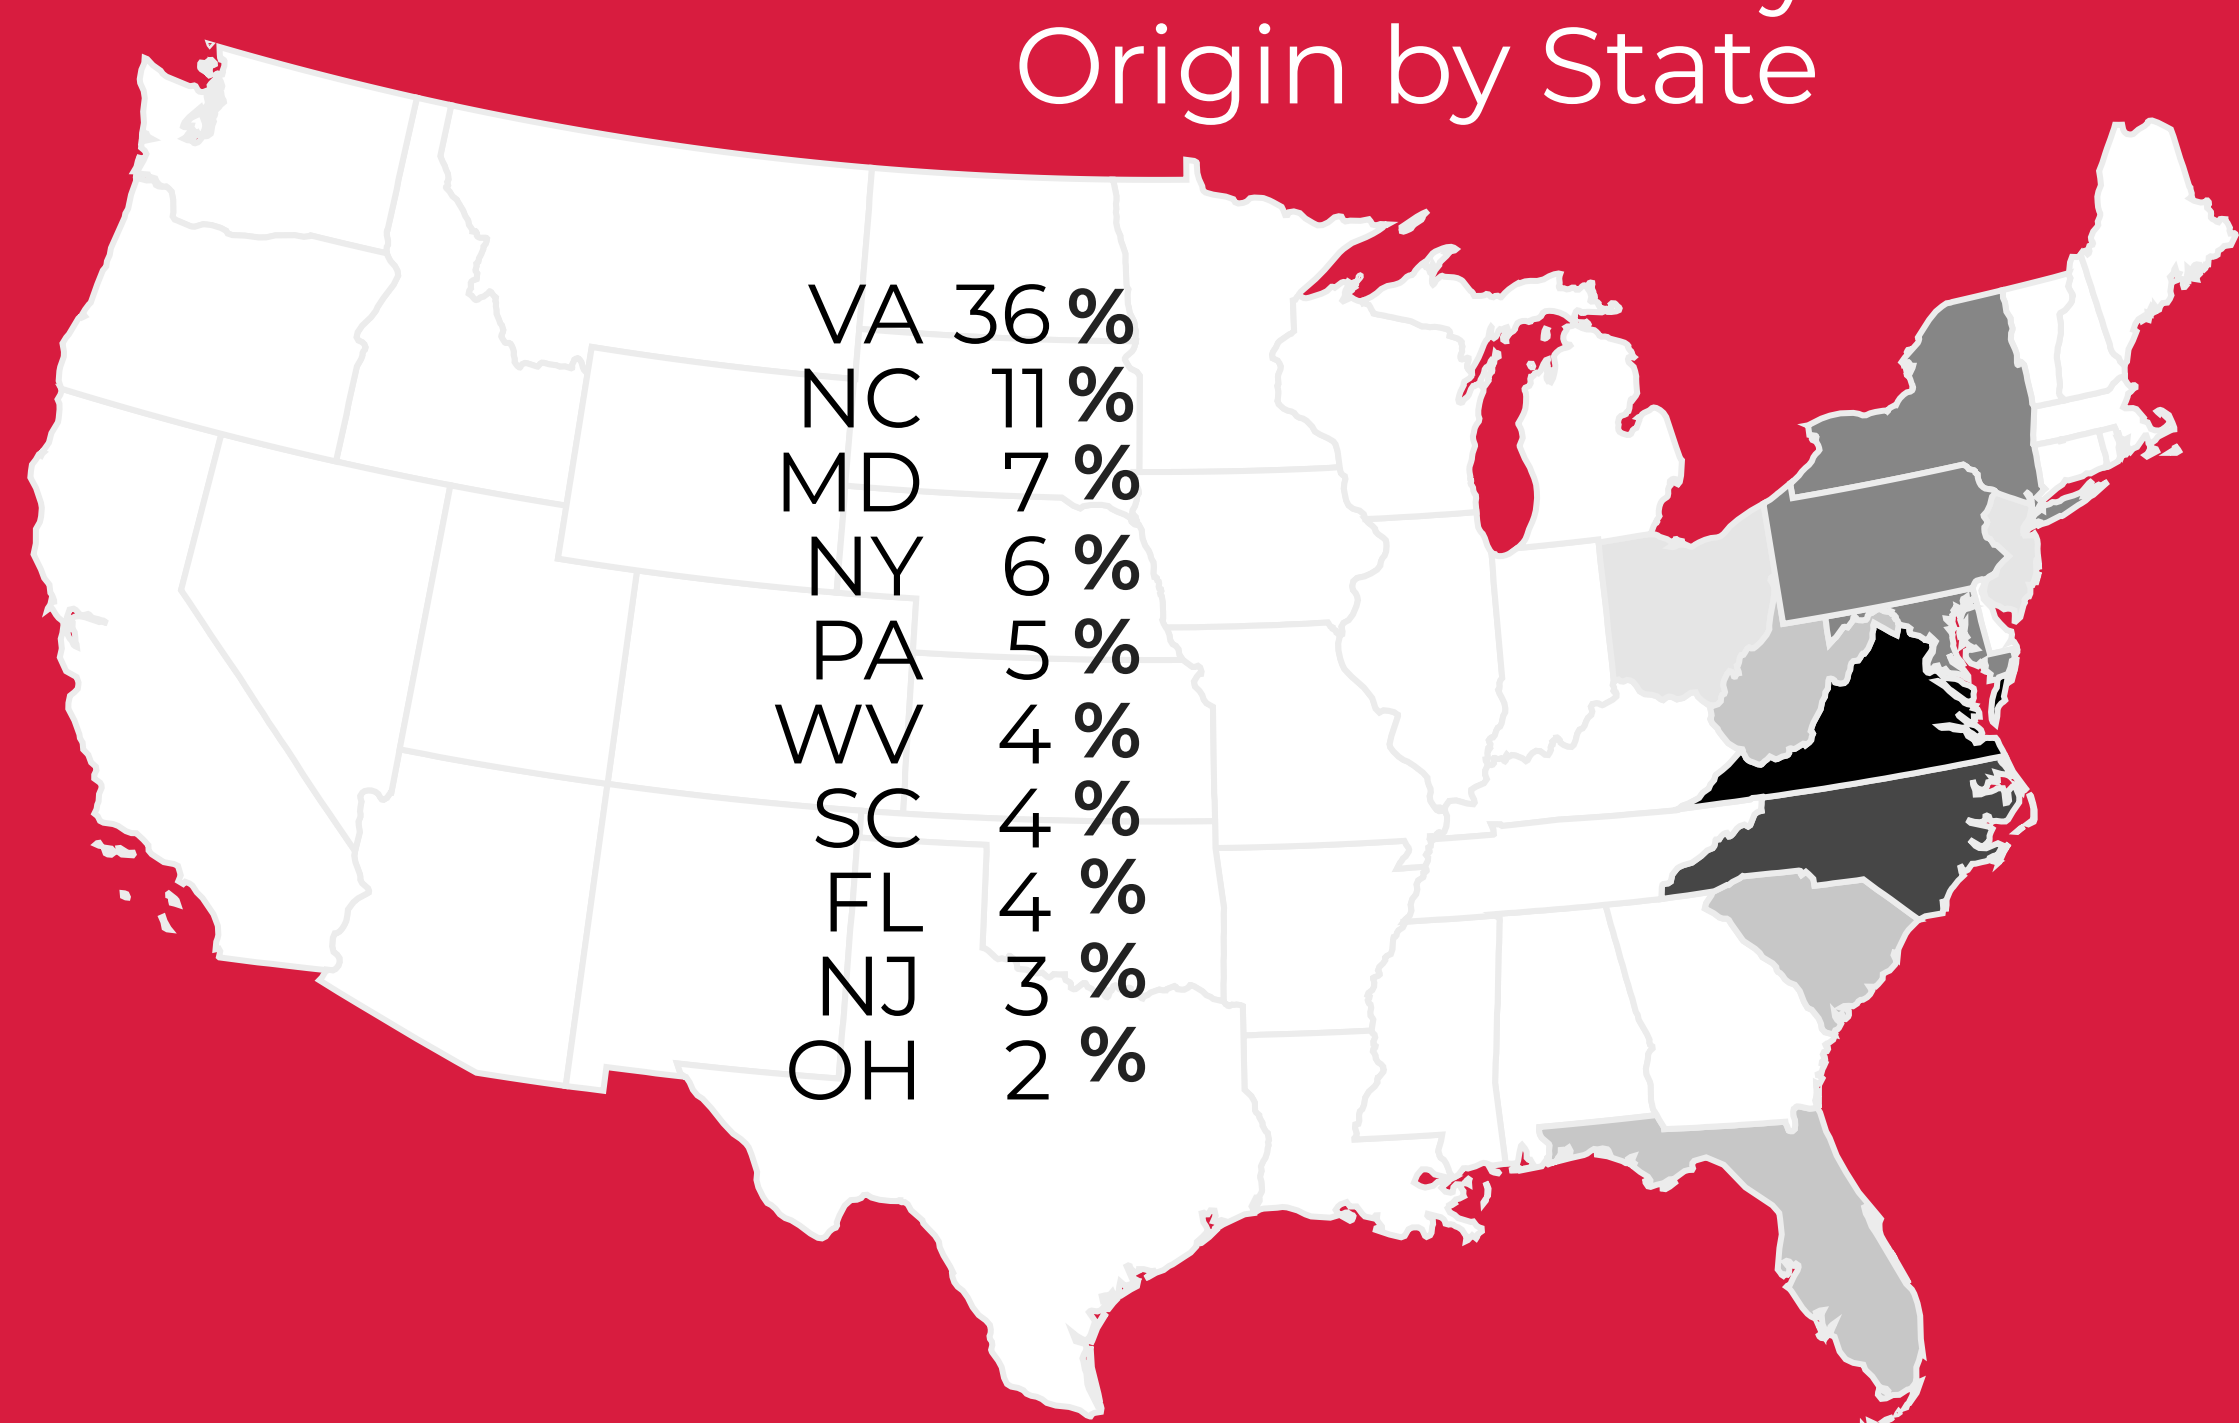 Origin by State
VA 36 %
NC 11 %
MD 7 %
NY 6 %
PA 5 %
WV 4 %
SC 4 %
FL 4 %
NJ 3 %
OH 2 %